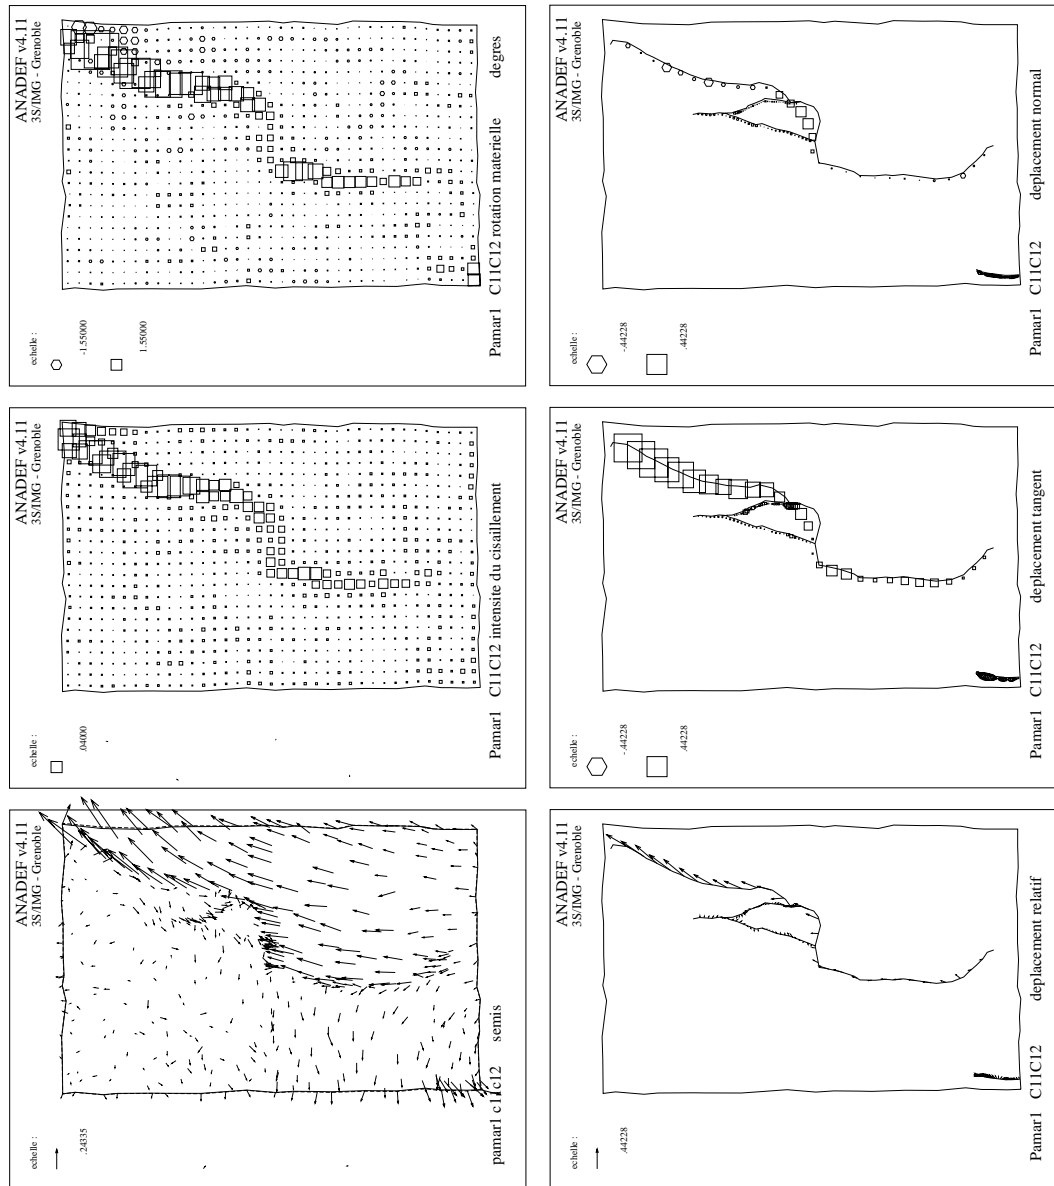 ANADEF v4.11
3S/IMG - Grenoble
echelle :
-1.55000
1.55000
Pamar1 C11C12 rotation materielle degres
ANADEF v4.11
3S/IMG - Grenoble
echelle :
-.44228
.44228
Pamar1 C11C12 deplacement normal
ANADEF v4.11
3S/IMG - Grenoble
echelle :
.04000
Pamar1 C11C12 intensite du cisaillement
ANADEF v4.11
3S/IMG - Grenoble
echelle :
-.44228
.44228
Pamar1 C11C12 deplacement tangent
ANADEF v4.11
3S/IMG - Grenoble
echelle :
.24335
pamar1 c11c12 semis
ANADEF v4.11
3S/IMG - Grenoble
echelle :
.44228
Pamar1 C11C12 deplacement relatif